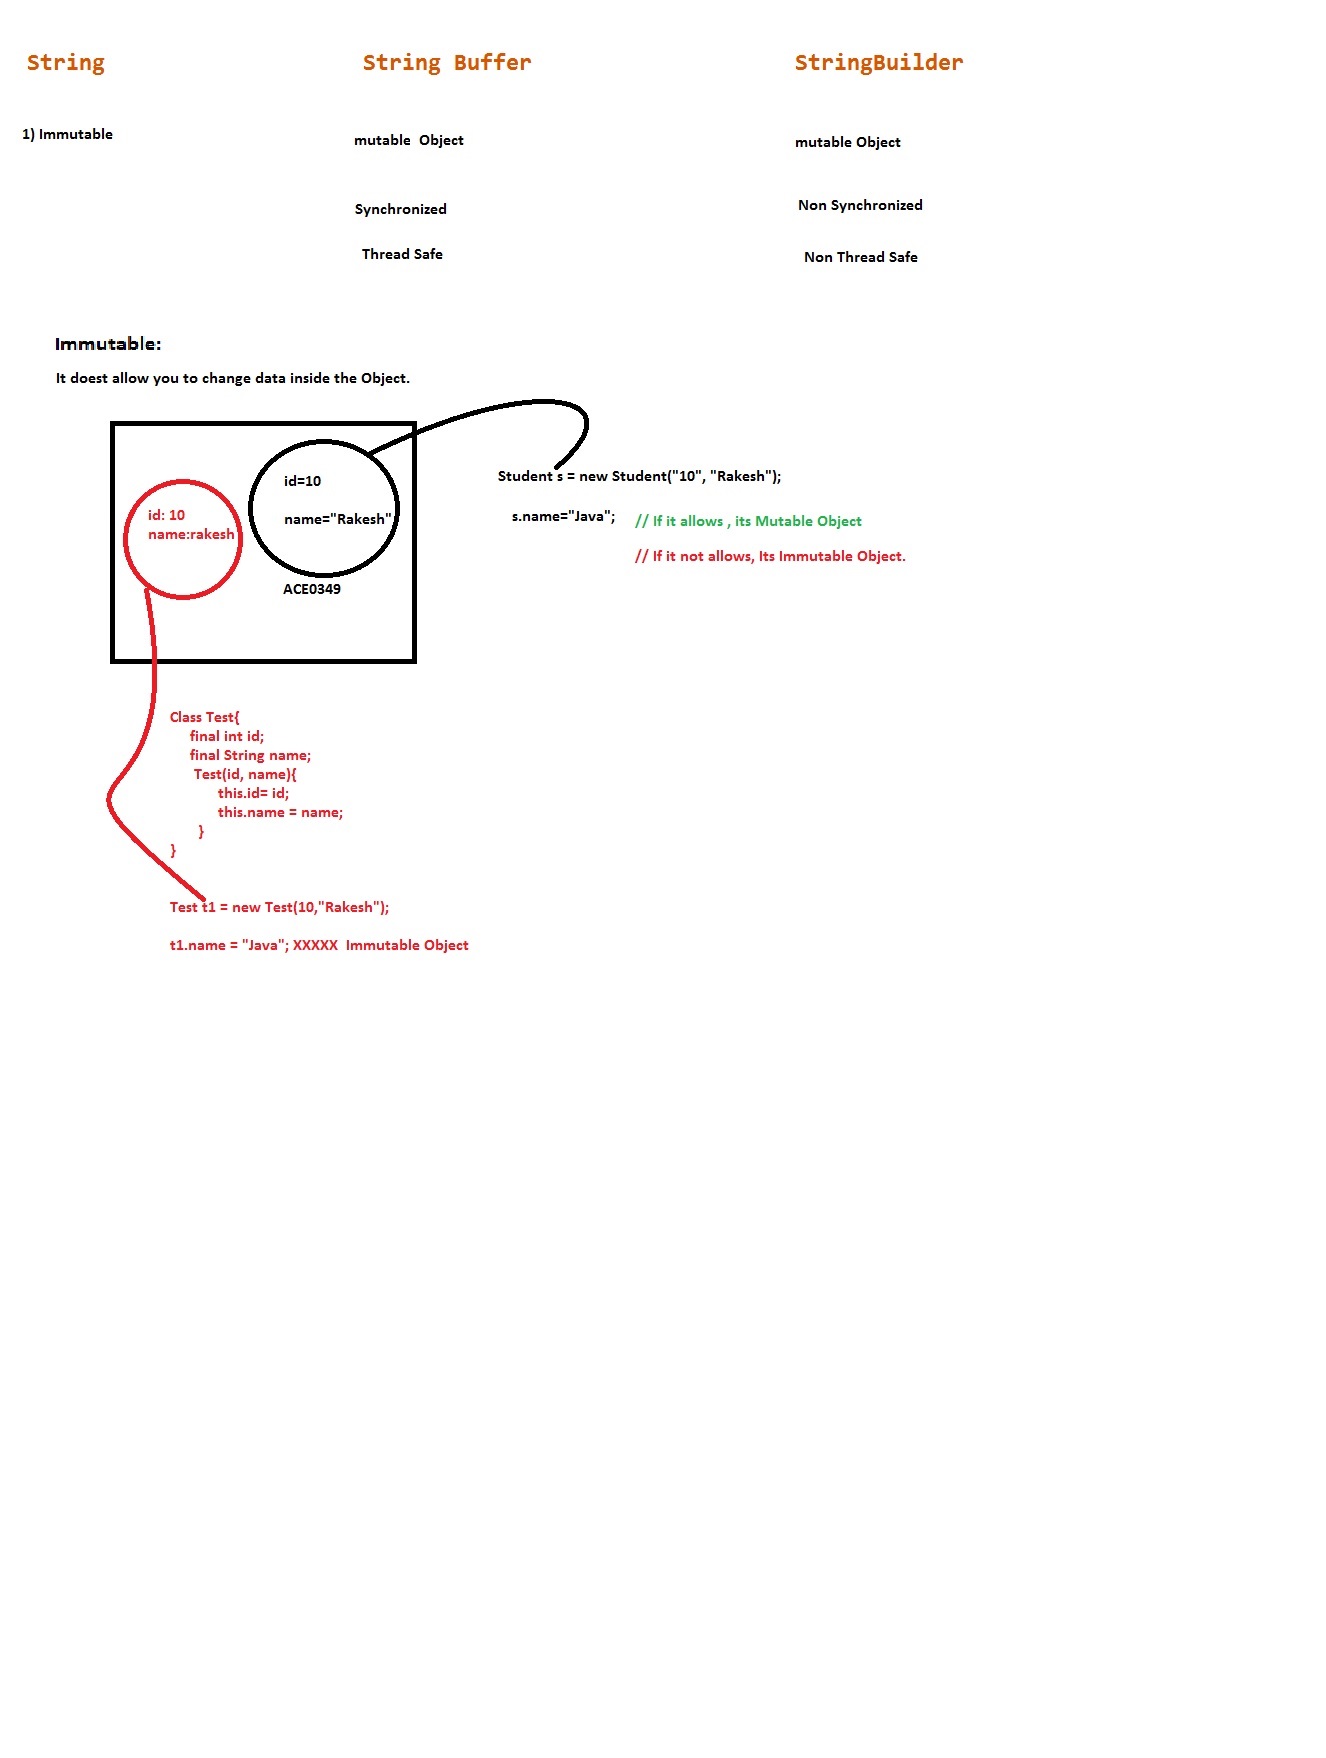 String
String Buffer
StringBuilder
1) Immutable
mutable  Object
mutable Object
Synchronized
Non Synchronized
Thread Safe
Non Thread Safe
Immutable:
It doest allow you to change data inside the Object.
id=10
name="Rakesh"
ACE0349
id: 10
name:rakesh
Student s = new Student("10", "Rakesh");
s.name="Java";
// If it allows , its Mutable Object
// If it not allows, Its Immutable Object.
Class Test{
final int id;
final String name;
Test(id, name){
this.id= id;
this.name = name;
}
}
Test t1 = new Test(10,"Rakesh");
t1.name = "Java"; XXXXX  Immutable Object